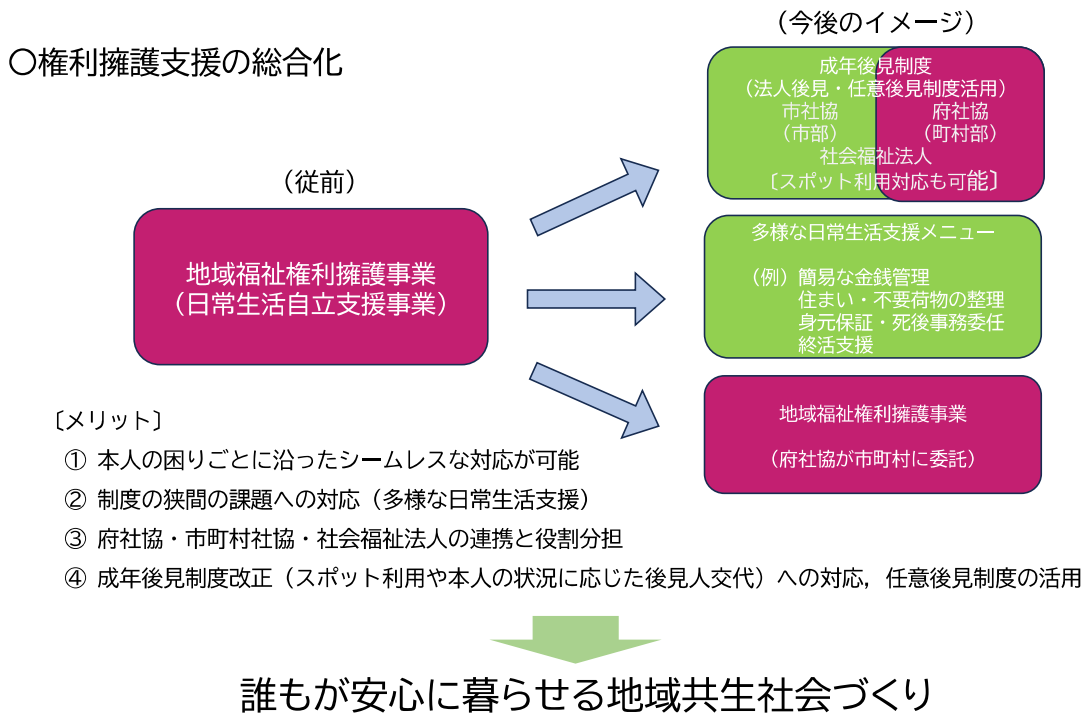 〇権利擁護支援の総合化
（従前）
地域福祉権利擁護事業
（日常生活自立支援事業）
（今後のイメージ）
成年後見制度
（法人後見・任意後見制度活用）
市社協　府社協
（市部）　（町村部）
社会福祉法人
〔スポット利用対応も可能〕
多様な日常生活支援メニュー
（例）簡易な金銭管理
住まい・不要荷物の整理
身元保証・死後事務委任
終活支援
地域福祉権利擁護事業
（府社協が市町村に委託）
〔メリット〕
① 本人の困りごとに沿ったシームレスな対応が可能
② 制度の狭間の課題への対応（多様な日常生活支援）
③ 府社協・市町村社協・社会福祉法人の連携と役割分担
④ 成年後見制度改正（スポット利用や本人の状況に応じた後見人交代）への対応，任意後見制度の活用
誰もが安心に暮らせる地域共生社会づくり